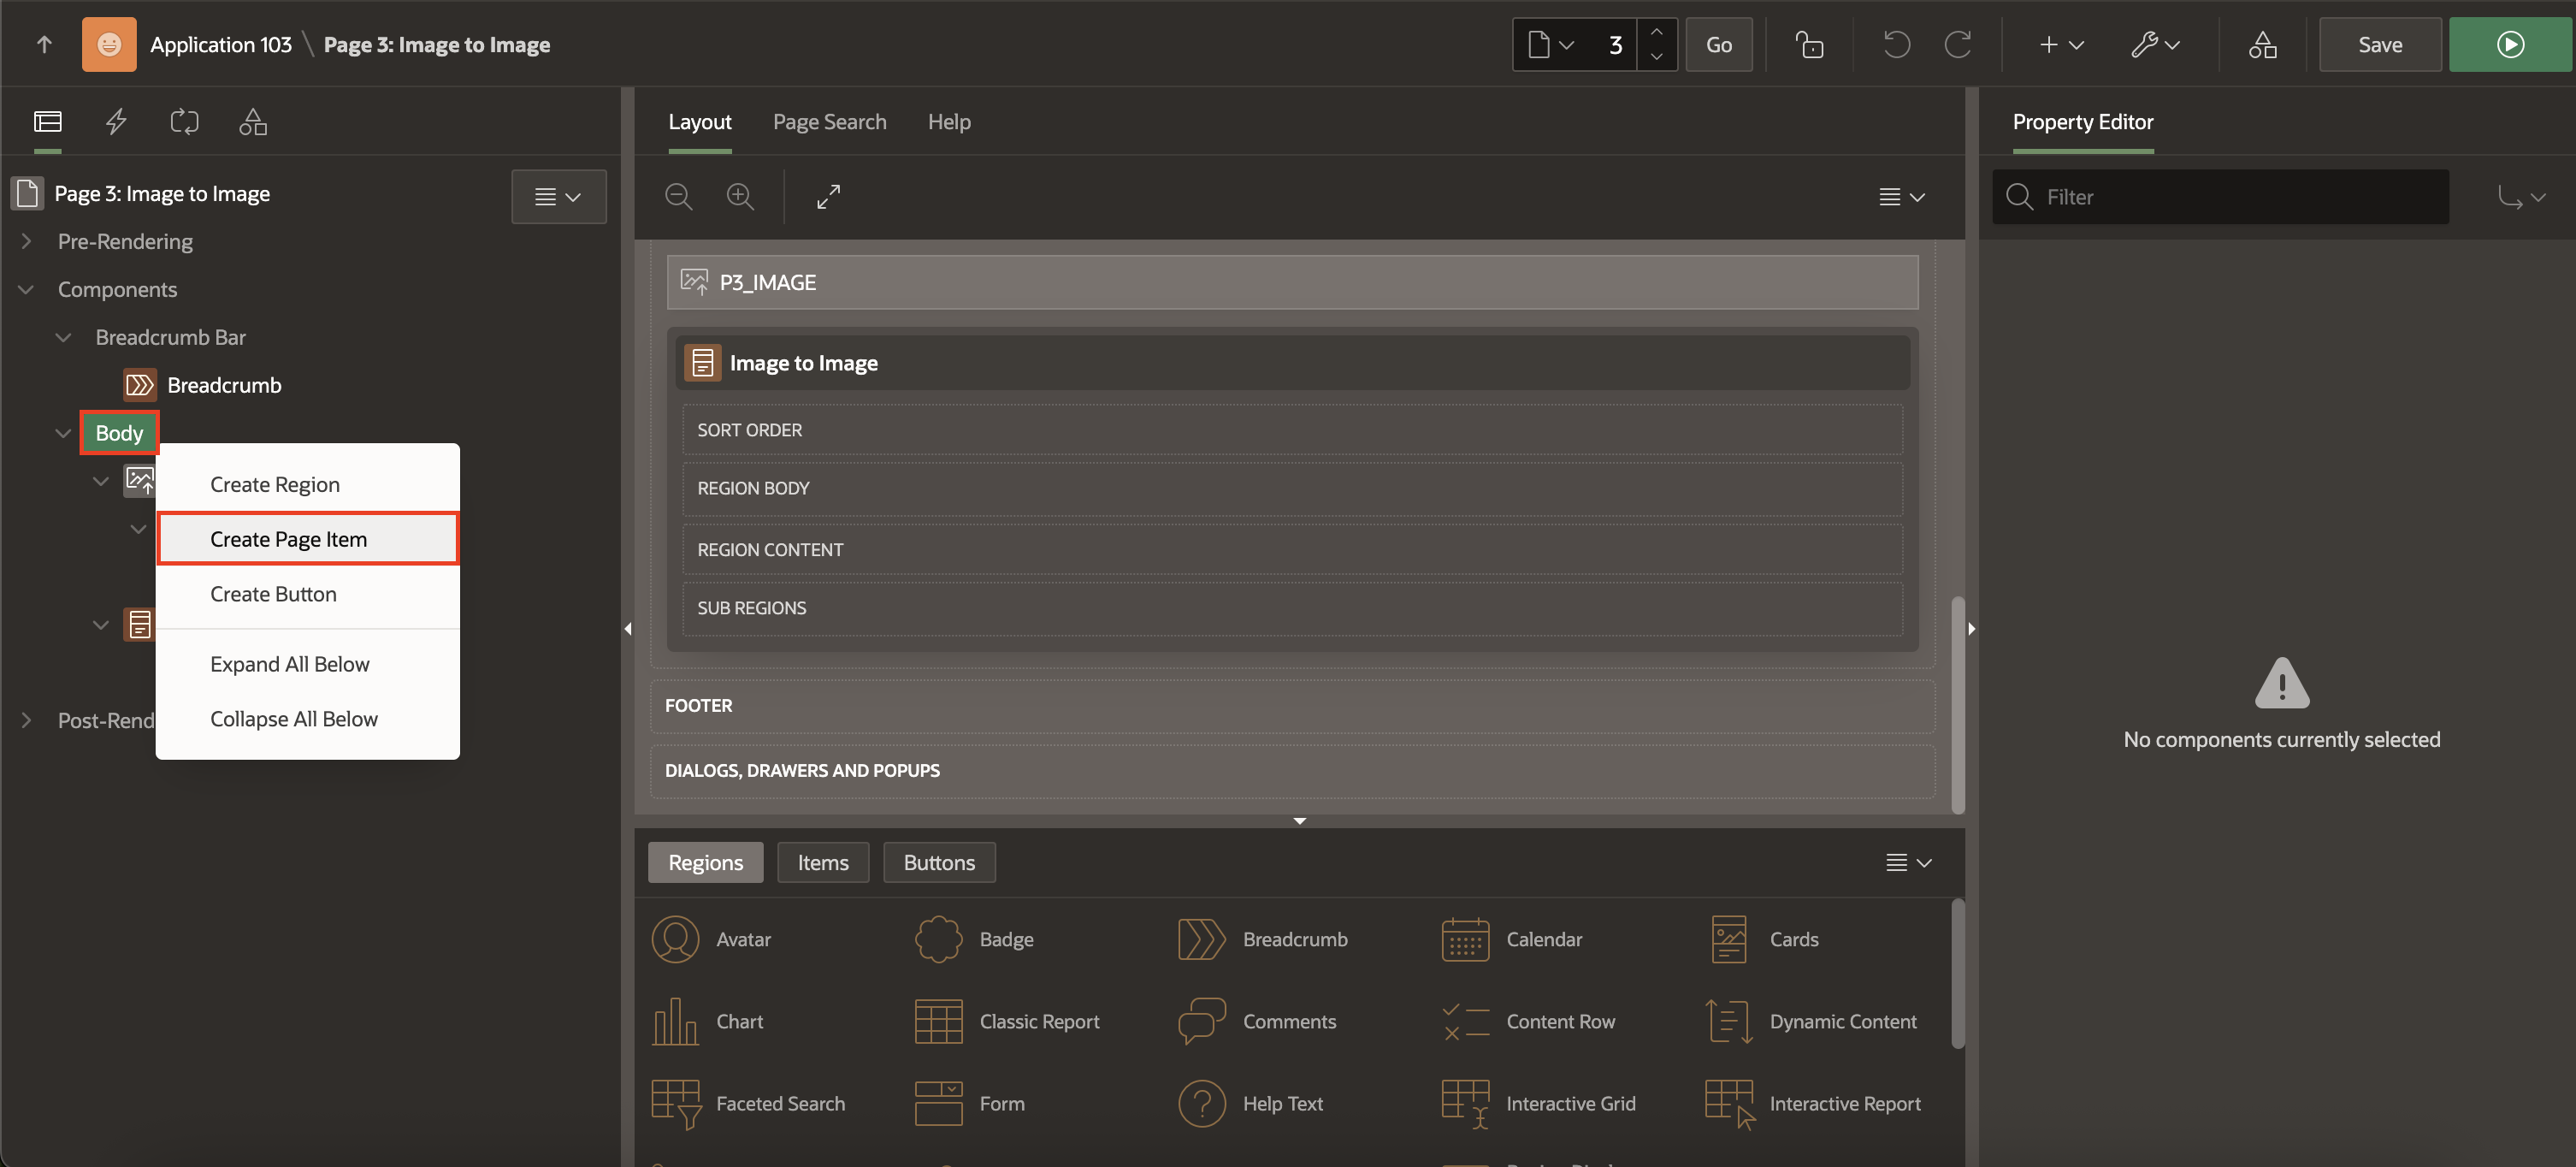 Application 103 \ Page 3: Image to Image
3
Go
Save
Page 3: Image to Image
Pre-Rendering
Components
Breadcrumb Bar
Breadcrumb
Body
Post-Rend
Create Region
Create Page Item
Create Button
Expand All Below
Collapse All Below
Layout Page Search Help
P3_IMAGE
Image to Image
SORT ORDER
REGION BODY
REGION CONTENT
SUB REGIONS
FOOTER
DIALOGS, DRAWERS AND POPUPS
Regions Items Buttons
Avatar Badge Breadcrumb Calendar Cards
Chart Classic Report Comments Content Row Dynamic Content
Faceted Search Form Help Text Interactive Grid Interactive Report
Property Editor
Filter
No components currently selected